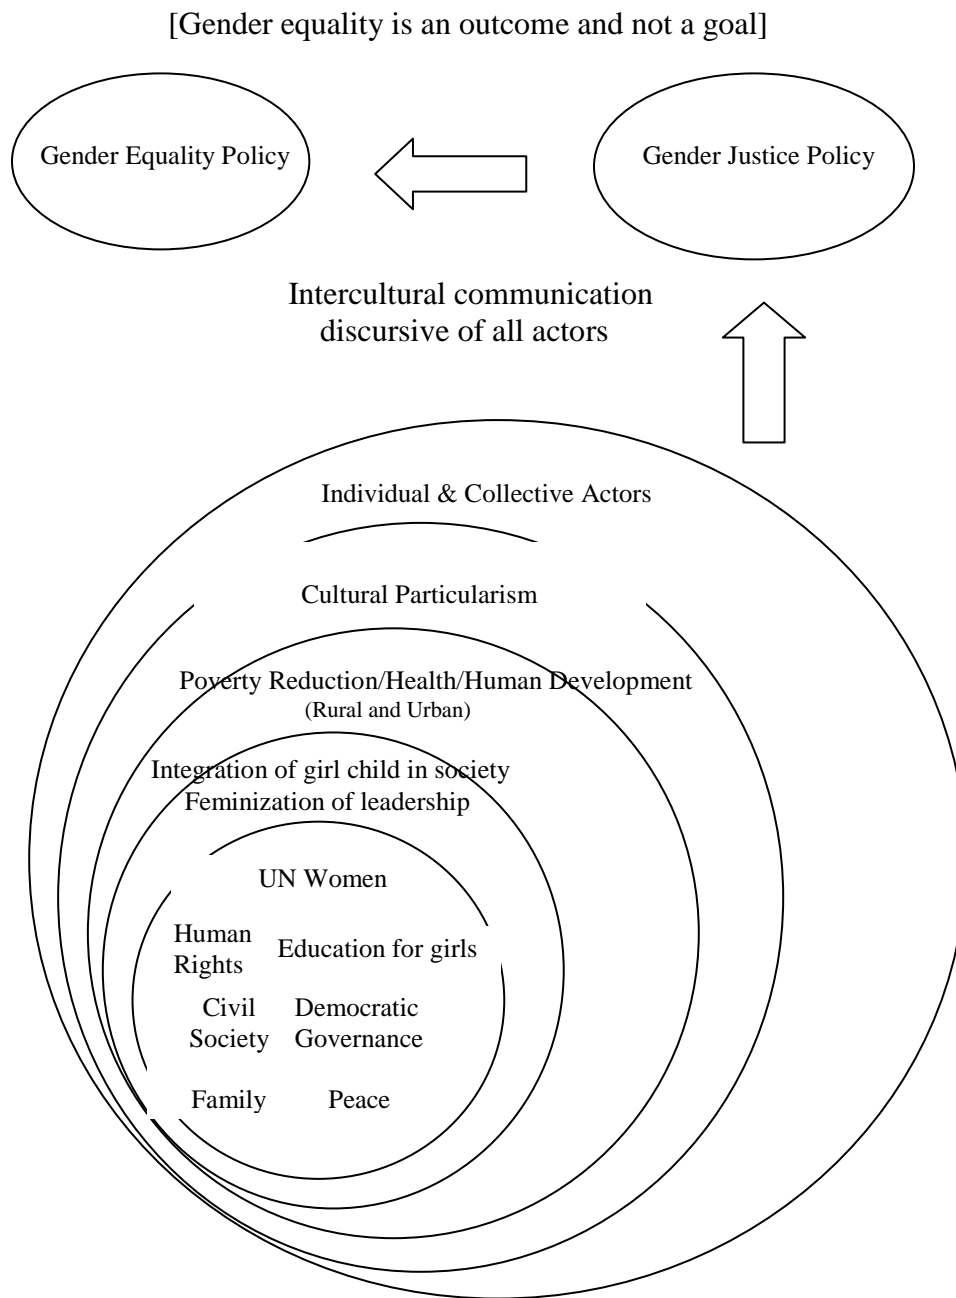 [Gender equality is an outcome and not a goal]
Gender Equality Policy
Gender Justice Policy
Intercultural communication
discursive of all actors
Individual & Collective Actors
Cultural Particularism
Poverty Reduction/Health/Human Development
(Rural and Urban)
Integration of girl child in society
Feminization of leadership
UN Women
Human
Rights
Education for girls
Civil
Society
Democratic
Governance
Family
Peace